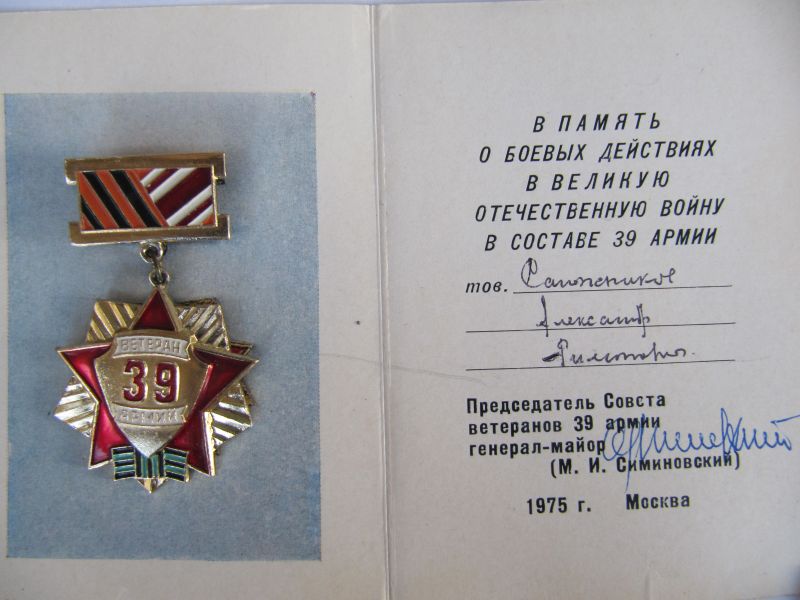 ВЕТЕРАН
39
АРМИИ
В ПАМЯТЬ
О БОЕВЫХ ДЕЙСТВИЯХ
В ВЕЛИКУЮ
ОТЕЧЕСТВЕННУЮ ВОЙНУ
В СОСТАВЕ 39 АРМИИ
тов. Сапожников
Александр
Председатель Совета
ветеранов 39 армии
генерал-майор
(М. И. Симиновский)
1975 г. Москва